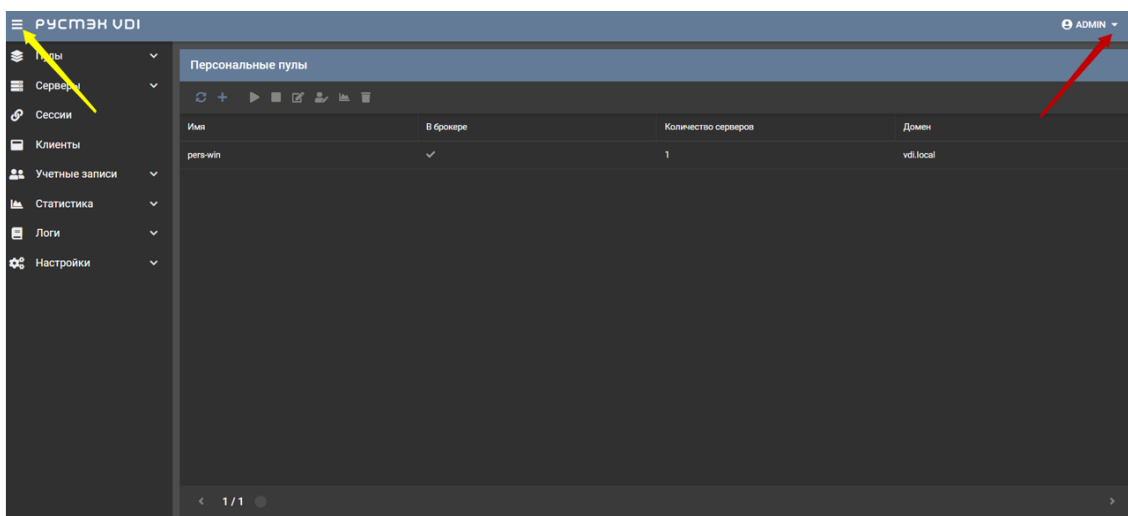 РУСТЭК VDI
ADMIN
Пулы
Серверы
Сессии
Клиенты
Учетные записи
Статистика
Логи
Настройки
Персональные пулы
Имя В брокере Количество серверов Домен
pers-win 1 vdi.local
1 / 1